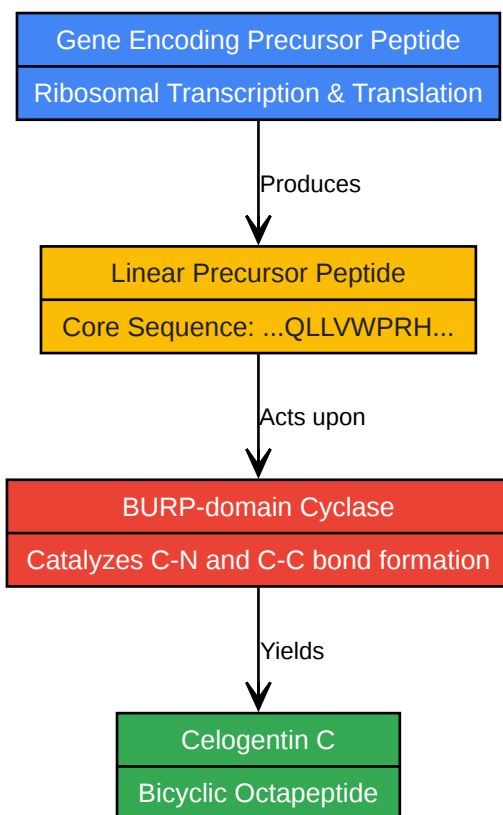 Gene Encoding Precursor Peptide
Ribosomal Transcription & Translation
Produces
Linear Precursor Peptide
Core Sequence: ...QLLVWPRH...
Acts upon
BURP-domain Cyclase
Catalyzes C-N and C-C bond formation
Yields
Celogentin C
Bicyclic Octapeptide